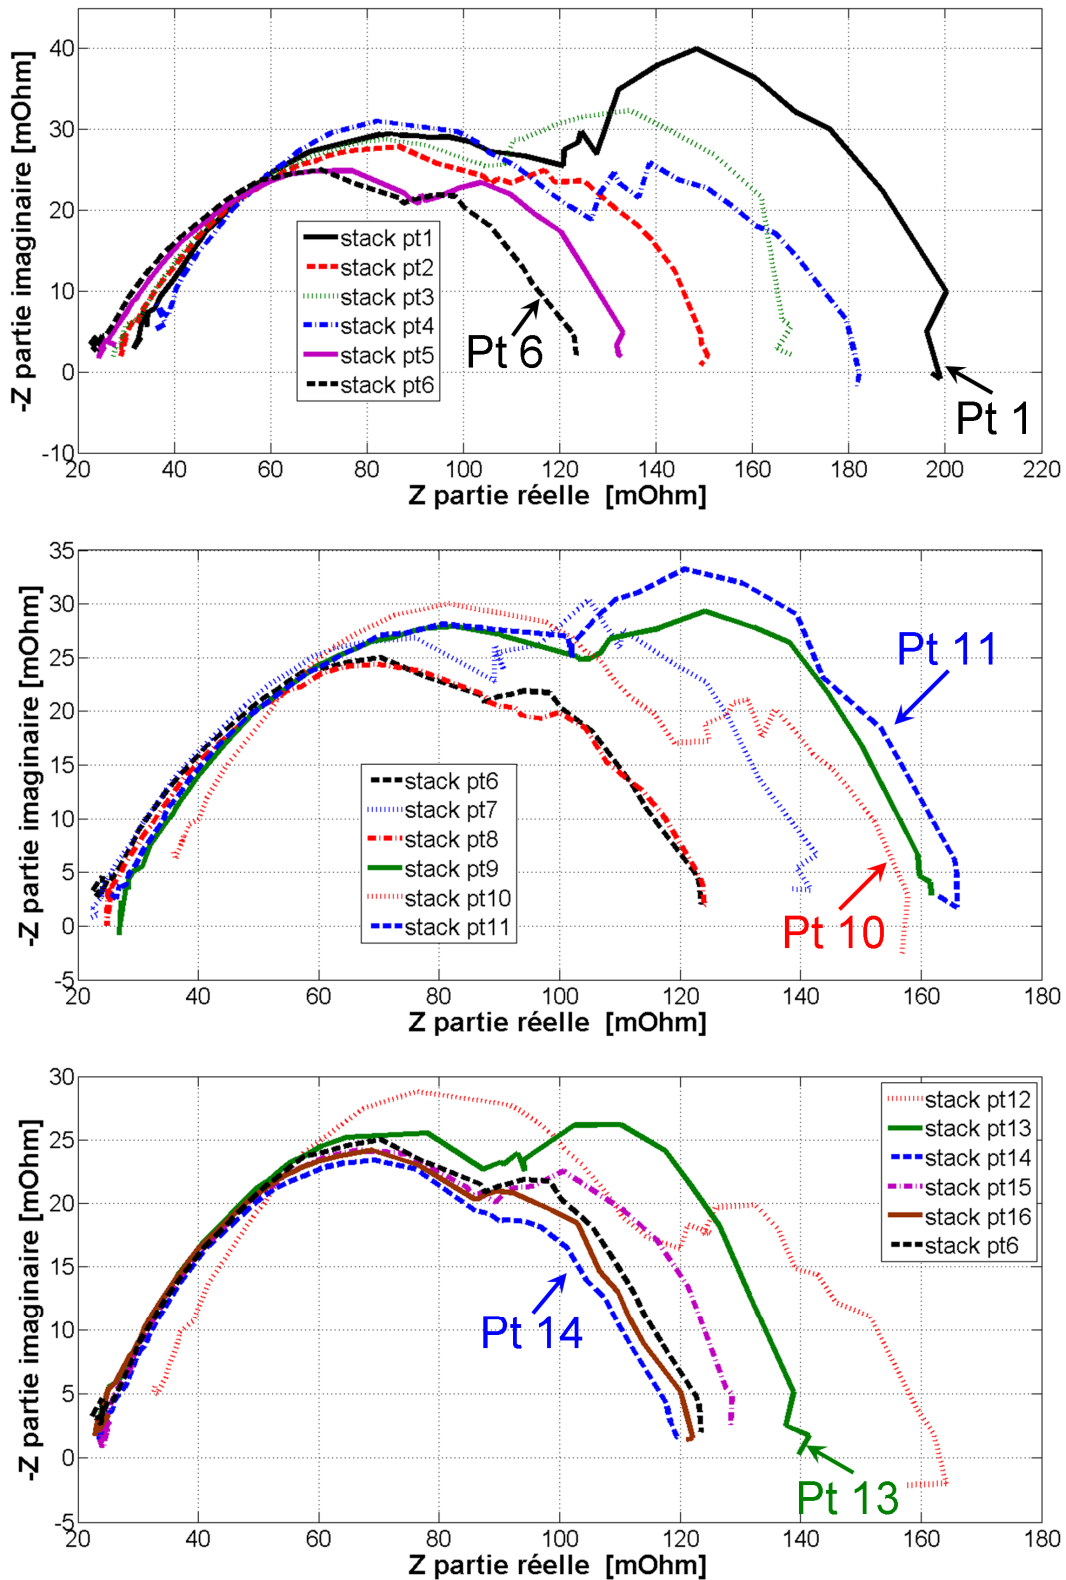 40
30
20
10
0
-10
-Z partie imaginaire [mOhm]
stack pt1
stack pt2
stack pt3
stack pt4
stack pt5
stack pt6
Pt 6
Pt 1
20 40 60 80 100 120 140 160 180 200 220
Z partie réelle [mOhm]
35
30
25
20
15
10
5
0
-5
-Z partie imaginaire [mOhm]
Pt 11
stack pt6
stack pt7
stack pt8
stack pt9
stack pt10
stack pt11
Pt 10
20 40 60 80 100 120 140 160 180
Z partie réelle [mOhm]
30
25
20
15
10
5
0
-5
-Z partie imaginaire [mOhm]
stack pt12
stack pt13
stack pt14
stack pt15
stack pt16
stack pt6
Pt 14
Pt 13
20 40 60 80 100 120 140 160 180
Z partie réelle [mOhm]